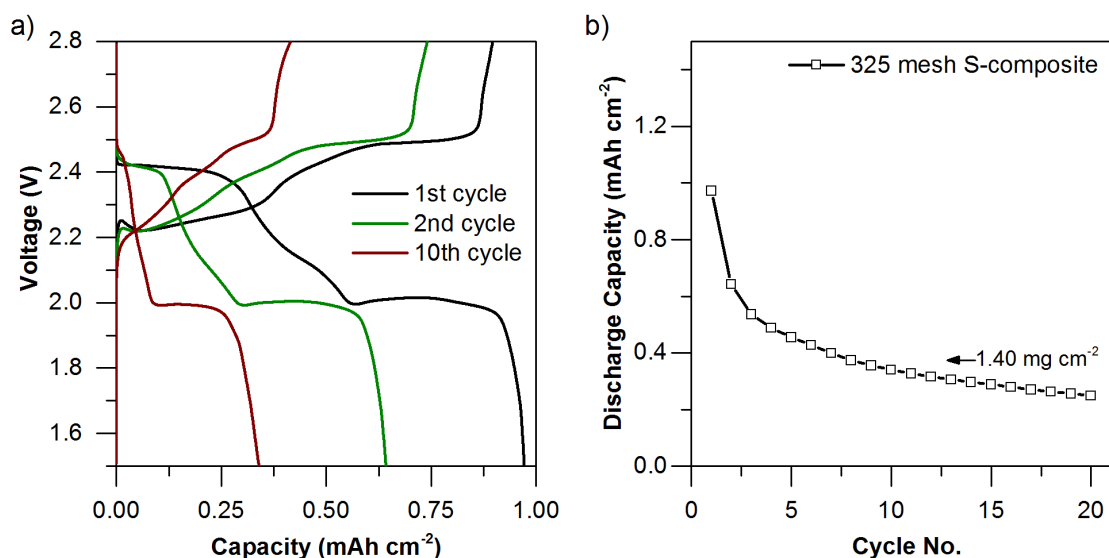 a)
2.8
2.6
2.4
2.2
2.0
1.8
1.6
Voltage (V)
1st cycle
2nd cycle
10th cycle
0.00 0.25 0.50 0.75 1.00
Capacity (mAh cm⁻²)
b)
325 mesh S-composite
1.2
0.8
0.4
0.0
Discharge Capacity (mAh cm⁻²)
1.40 mg cm⁻²
0 5 10 15 20
Cycle No.